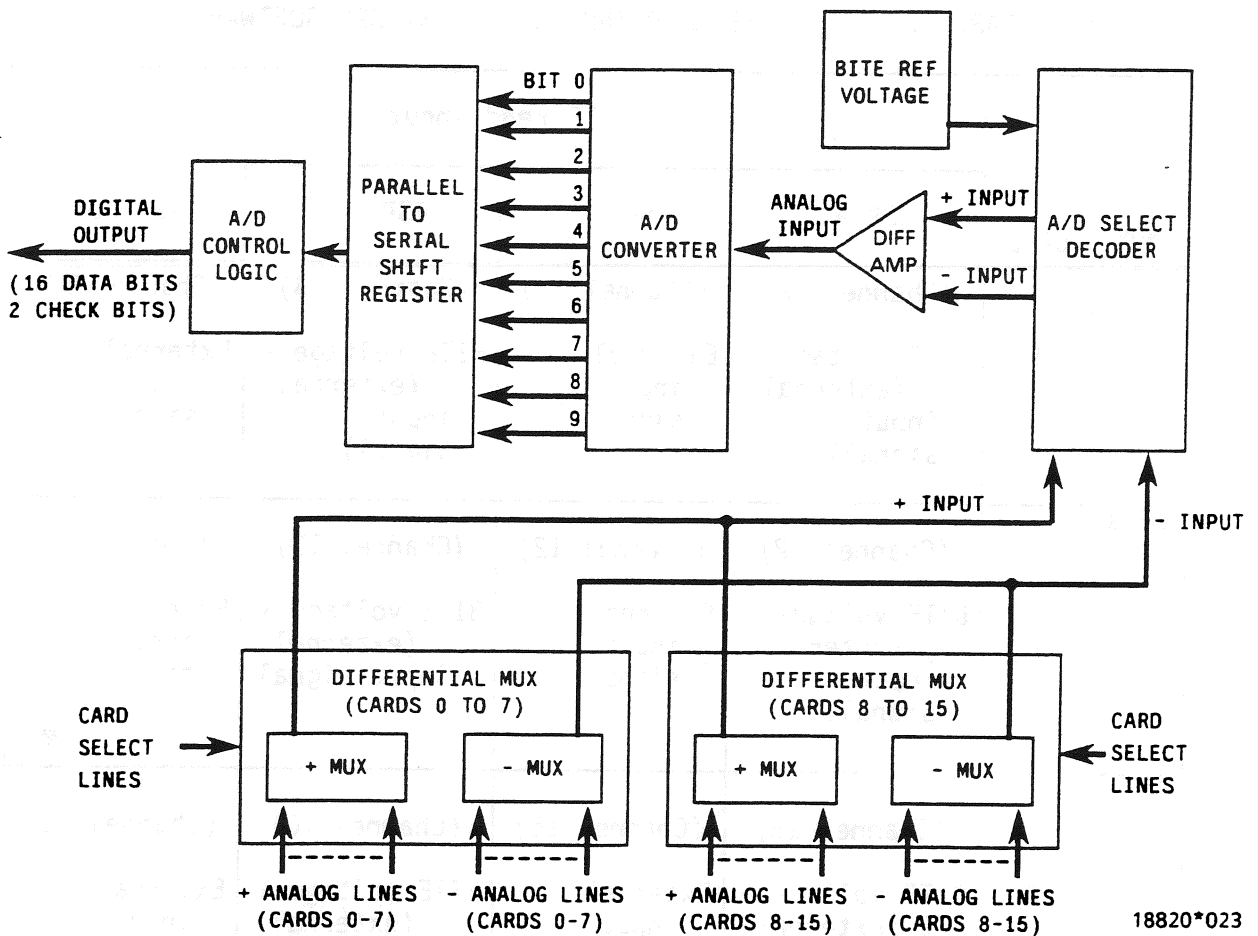 BITE REF
VOLTAGE
BIT 0
1
2
3
4
5
6
7
8
9
PARALLEL
TO
SERIAL
SHIFT
REGISTER
A/D
CONVERTER
ANALOG
INPUT
DIFF
AMP
+ INPUT
- INPUT
A/D SELECT
DECODER
DIGITAL
OUTPUT
(16 DATA BITS
2 CHECK BITS)
A/D
CONTROL
LOGIC
+ INPUT
- INPUT
DIFFERENTIAL MUX
(CARDS 0 TO 7)
DIFFERENTIAL MUX
(CARDS 8 TO 15)
CARD
SELECT
LINES
+ MUX
- MUX
+ MUX
- MUX
CARD
SELECT
LINES
+ ANALOG LINES
(CARDS 0-7)
- ANALOG LINES
(CARDS 0-7)
+ ANALOG LINES
(CARDS 8-15)
- ANALOG LINES
(CARDS 8-15)
18820*023